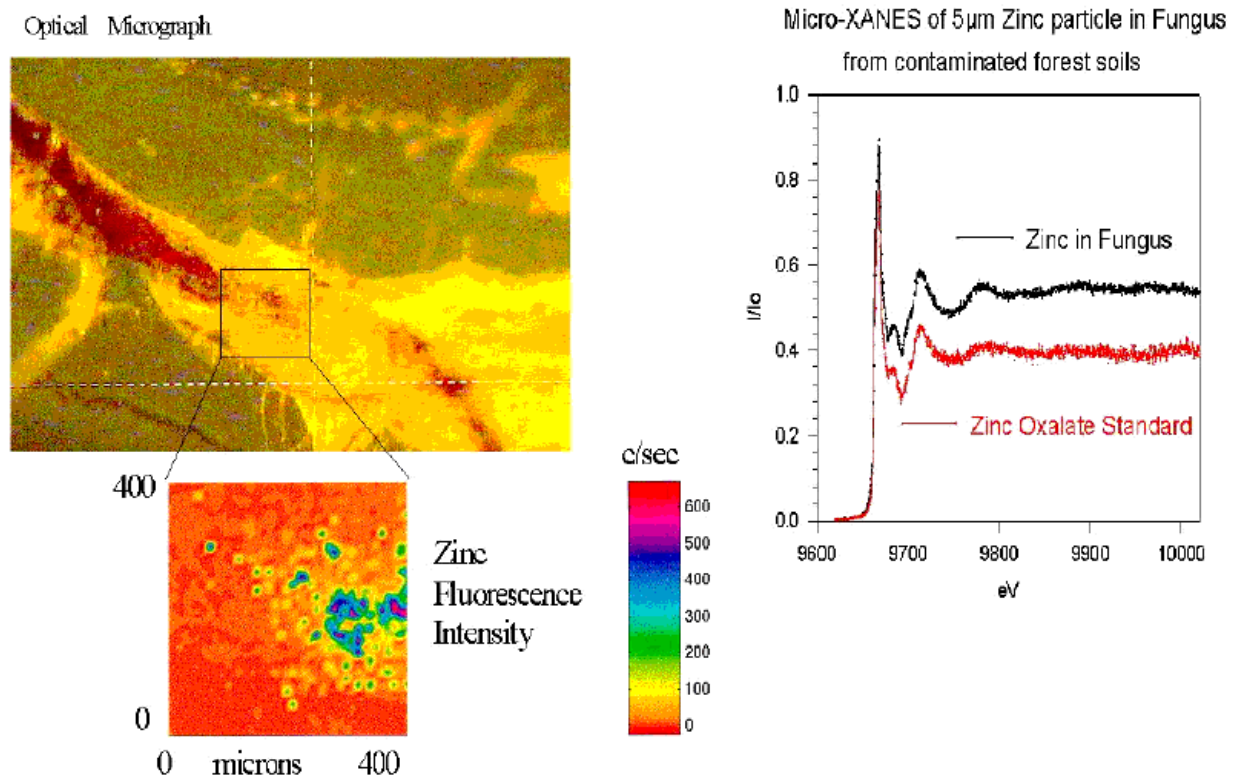 Optical Micrograph
Micro-XANES of 5µm Zinc particle in Fungus
from contaminated forest soils
1.0
0.8
0.6
0.4
0.2
0.0
I/Io
Zinc in Fungus
Zinc Oxalate Standard
9600 9700 9800 9900 10000
eV
400
0
0 microns 400
Zinc
Fluorescence
Intensity
c/sec
600
500
400
300
200
100
0